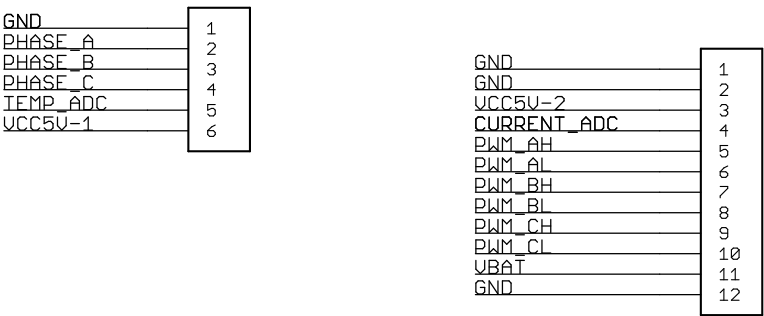 GND 1
PHASE_A 2
PHASE_B 3
PHASE_C 4
TEMP_ADC 5
VCC5V-1 6
GND 1
GND 2
VCC5V-2 3
CURRENT_ADC 4
PWM_AH 5
PWM_AL 6
PWM_BH 7
PWM_BL 8
PWM_CH 9
PWM_CL 10
VBAT 11
GND 12